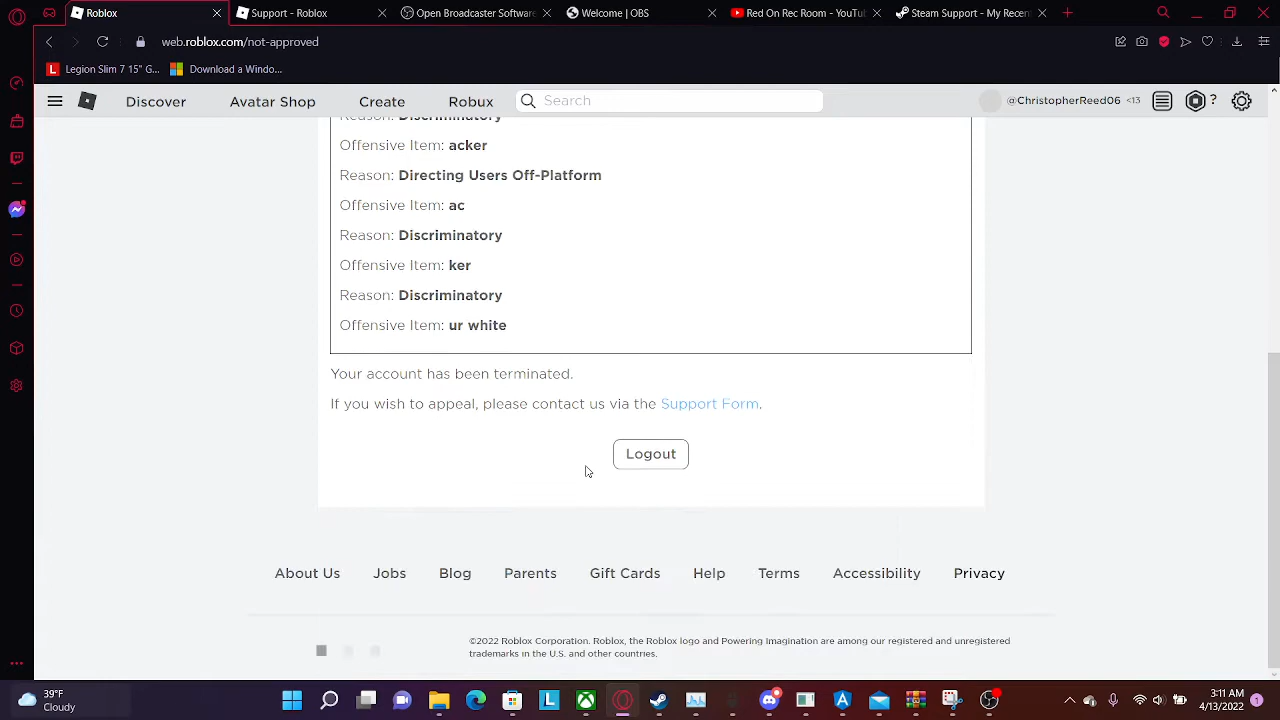 Roblox
Support - Roblox
Open Broadcaster Software
Welcome | OBS
Red On Rec Room - YouTu
Steam Support - My Recen
web.roblox.com/not-approved
L Legion Slim 7 15" G...
Download a Windo...
Discover
Avatar Shop
Create
Robux
Search
@ChristopherReed06 <13
?
Reason: Discriminatory
Offensive Item: acker
Reason: Directing Users Off-Platform
Offensive Item: ac
Reason: Discriminatory
Offensive Item: ker
Reason: Discriminatory
Offensive Item: ur white
Your account has been terminated.
If you wish to appeal, please contact us via the Support Form.
Logout
About Us
Jobs
Blog
Parents
Gift Cards
Help
Terms
Accessibility
Privacy
©2022 Roblox Corporation. Roblox, the Roblox logo and Powering Imagination are among our registered and unregistered
trademarks in the U.S. and other countries.
39°F
Cloudy
L
3:11 AM
4/13/2022
1